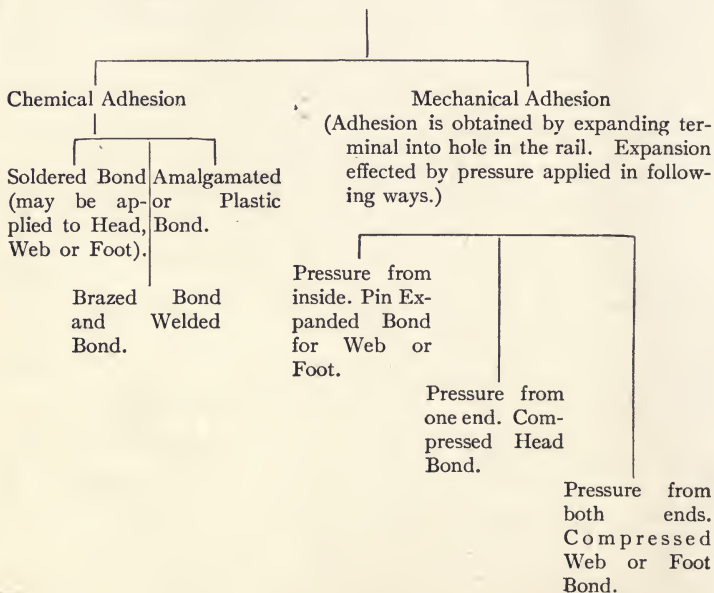 Chemical Adhesion
Soldered Bond
(may be ap-
plied to Head,
Web or Foot).
Amalgamated
or Plastic
Bond.
Brazed Bond
and Welded
Bond.
Mechanical Adhesion
(Adhesion is obtained by expanding ter-
minal into hole in the rail. Expansion
effected by pressure applied in follow-
ing ways.)
Pressure from
inside. Pin Ex-
panded Bond
for Web or
Foot.
Pressure from
one end. Com-
pressed Head
Bond.
Pressure from
both ends.
Compressed
Web or Foot
Bond.